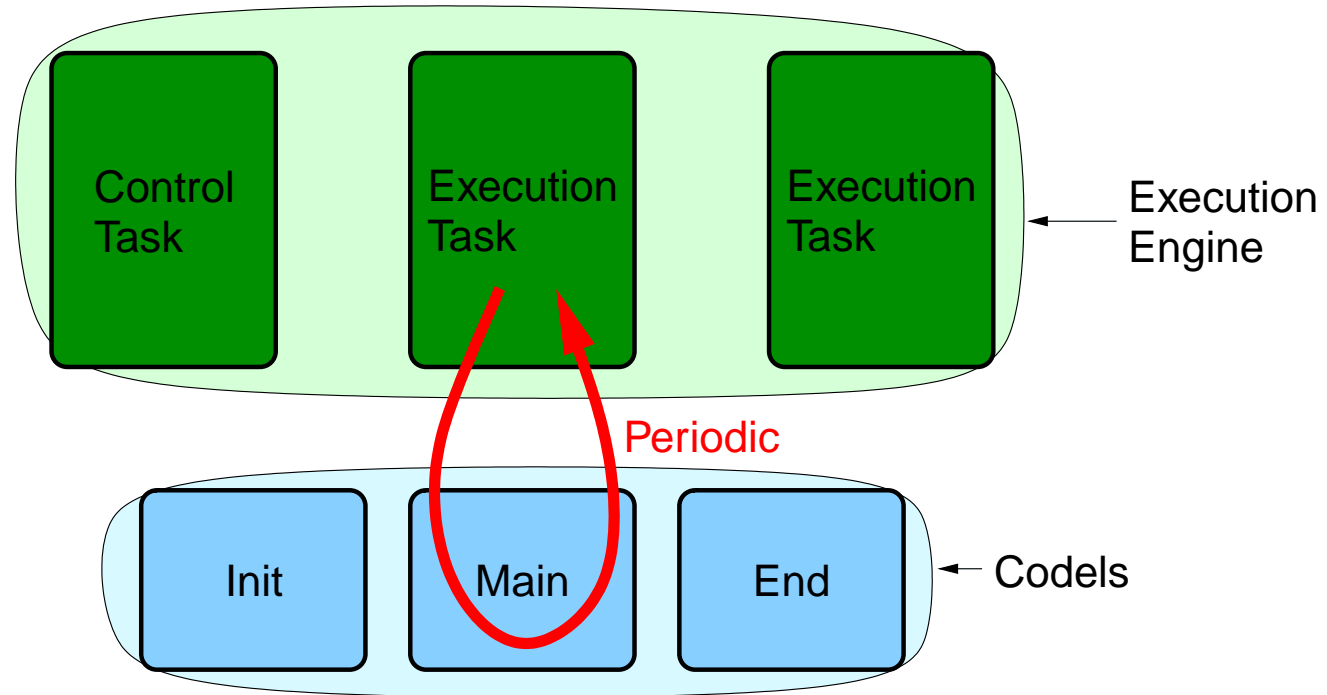 Control
Task
Execution
Task
Execution
Task
Execution
Engine
Periodic
Init
Main
End
Codels